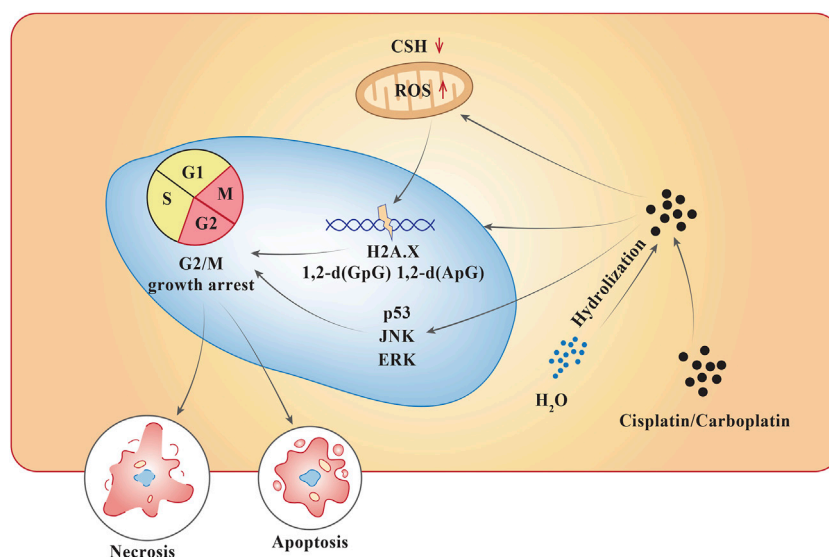 CSH
ROS
G1
S
M
G2
G2/M
growth arrest
H2A.X
1,2-d(GpG) 1,2-d(ApG)
p53
JNK
ERK
Hydrolization
H₂O
Cisplatin/Carboplatin
Necrosis
Apoptosis